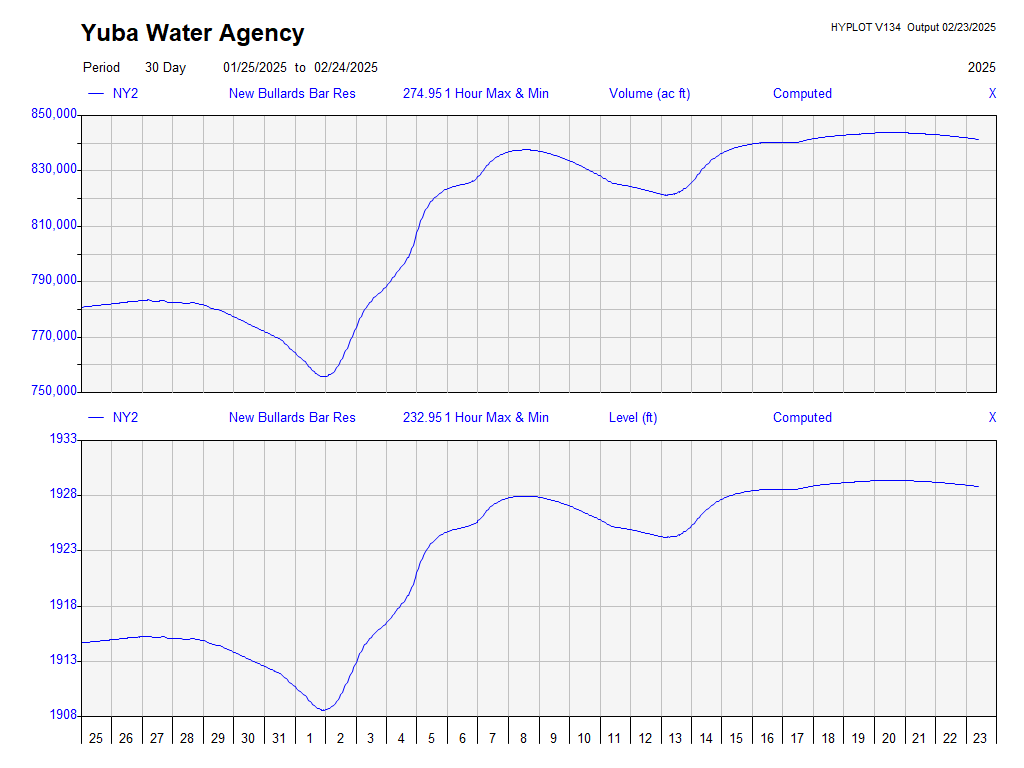 Yuba Water Agency
HYPLOT V134 Output 02/23/2025
Period 30 Day 01/25/2025 to 02/24/2025 2025
NY2 New Bullards Bar Res 274.95 1 Hour Max & Min Volume (ac ft) Computed X
850,000
830,000
810,000
790,000
770,000
750,000
NY2 New Bullards Bar Res 232.95 1 Hour Max & Min Level (ft) Computed X
1933
1928
1923
1918
1913
1908
25 26 27 28 29 30 31 1 2 3 4 5 6 7 8 9 10 11 12 13 14 15 16 17 18 19 20 21 22 23